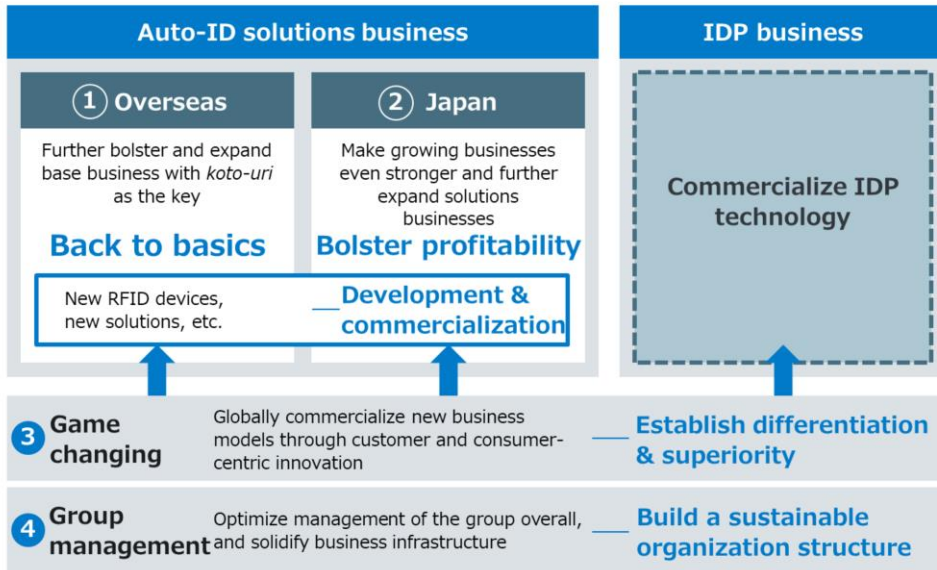 Auto-ID solutions business
IDP business
① Overseas
Further bolster and expand
base business with koto-uri
as the key
Back to basics
② Japan
Make growing businesses
even stronger and further
expand solutions
businesses
Bolster profitability
New RFID devices,
new solutions, etc.
Development &
commercialization
Commercialize IDP
technology
3 Game
changing
Globally commercialize new business
models through customer and consumer-
centric innovation
Establish differentiation
& superiority
4 Group
management
Optimize management of the group overall,
and solidify business infrastructure
Build a sustainable
organization structure